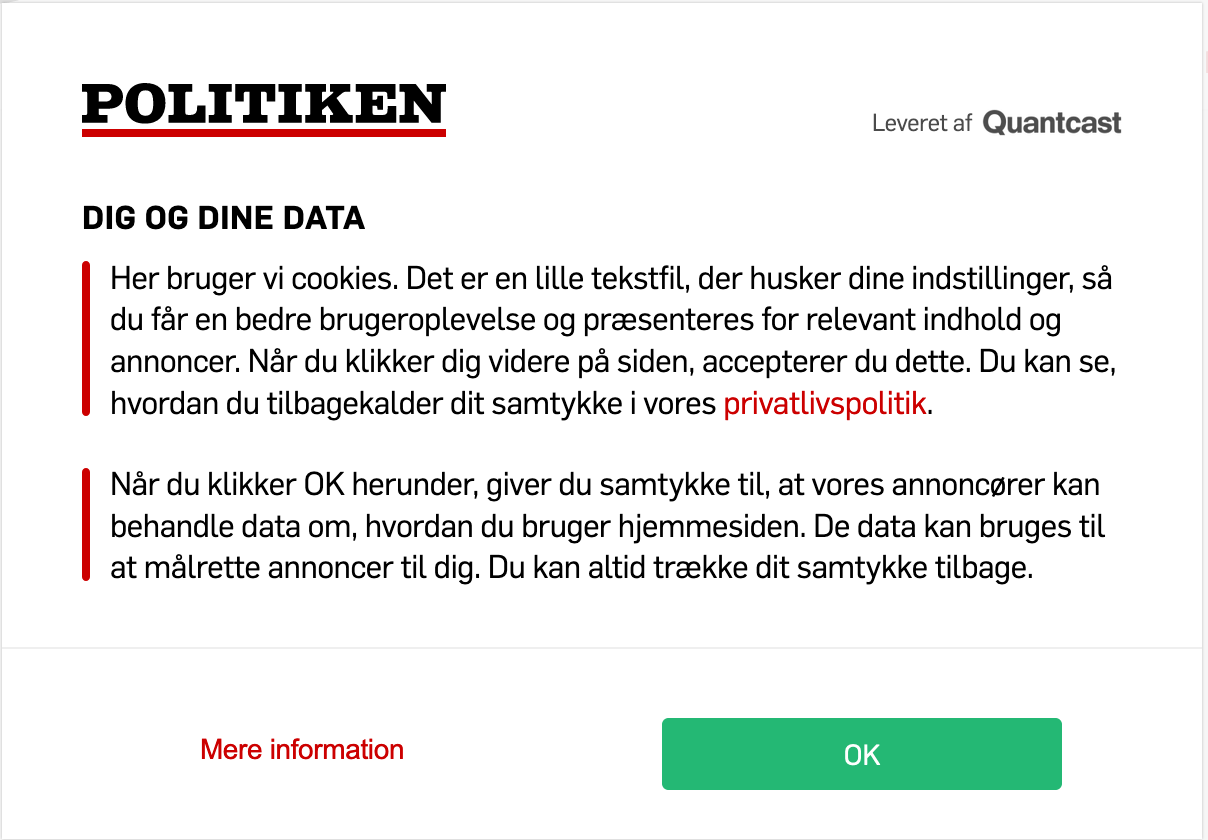 POLITIKEN
Leveret af Quantcast
DIG OG DINE DATA
Her bruger vi cookies. Det er en lille tekstfil, der husker dine indstillinger, så
du får en bedre brugeroplevelse og præsenteres for relevant indhold og
annoncer. Når du klikker dig videre på siden, accepterer du dette. Du kan se,
hvordan du tilbagekalder dit samtykke i vores privatlivspolitik.
Når du klikker OK herunder, giver du samtykke til, at vores annoncører kan
behandle data om, hvordan du bruger hjemmesiden. De data kan bruges til
at målrette annoncer til dig. Du kan altid trække dit samtykke tilbage.
Mere information
OK